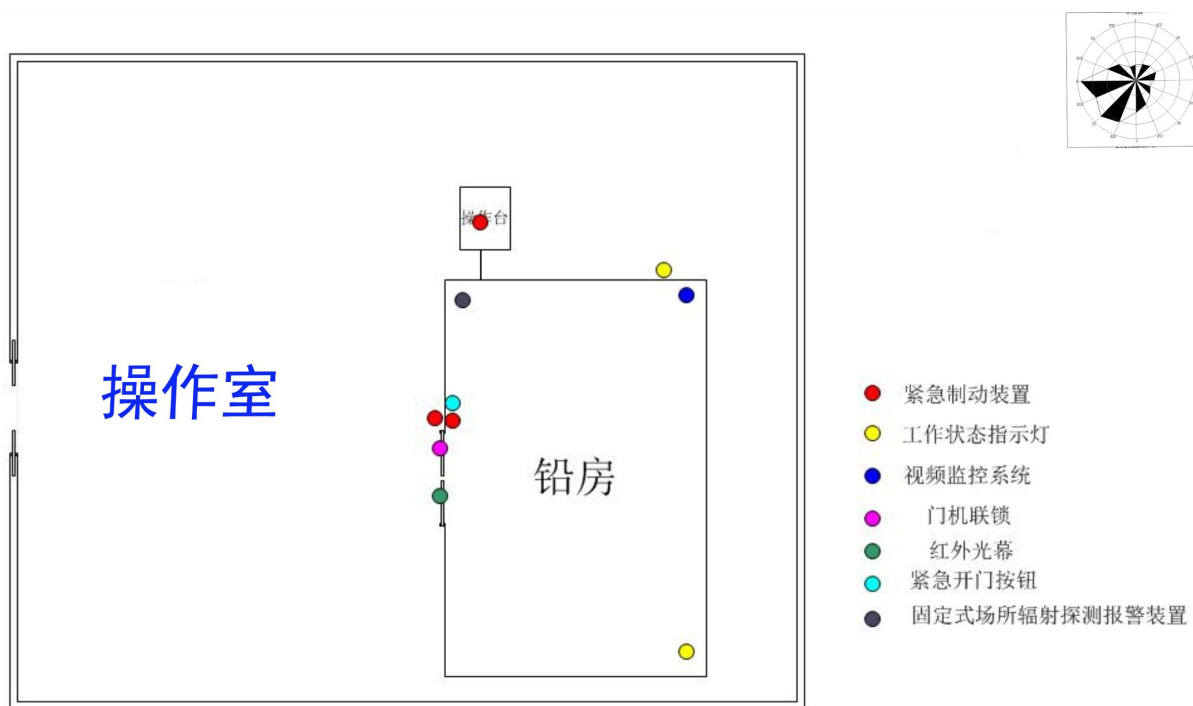 操作台
操作室
铅房
紧急制动装置
工作状态指示灯
视频监控系统
门机联锁
红外光幕
紧急开门按钮
固定式场所辐射探测报警装置